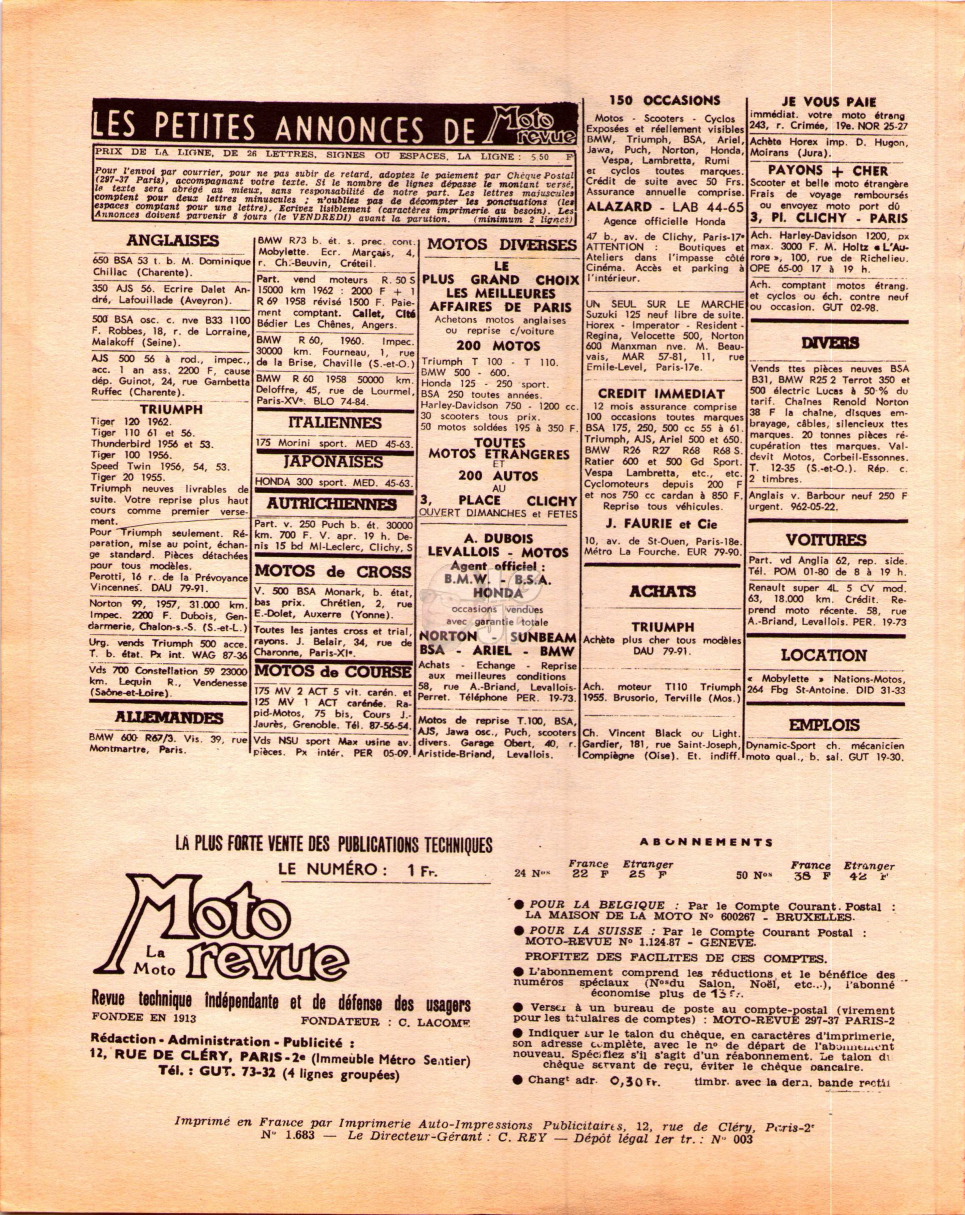 LES PETITES ANNONCES DE Moto revue
PRIX DE LA LIGNE, DE 26 LETTRES, SIGNES OU ESPACES, LA LIGNE : 5,50 F
Pour l'envoi par courrier, pour ne pas subir de retard, adoptez le paiement par Chèque Postal
(297-37 Paris), accompagnant votre texte. Si le nombre de lignes dépasse le montant versé,
le texte sera abrégé au mieux, sans responsabilité de notre part. Les lettres majuscules
comptent pour deux lettres minuscules ; n'oubliez pas de décompter les ponctuations (les
espaces comptant pour une lettre). Ecrivez lisiblement (caractères imprimerie au besoin). Les
Annonces doivent parvenir 8 jours (le VENDREDI) avant la parution. (minimum 2 lignes)
ANGLAISES
650 BSA 53 t. b. M. Dominique
Chillac (Charente).
350 AJS 56. Ecrire Dalet An-
dré, Lafouillade (Aveyron).
500 BSA osc. c. nve B33 1100
F. Robbes, 18, r. de Lorraine,
Malakoff (Seine).
AJS 500 56 à rod., impec.,
acc. 1 an ass, 2200 F, cause
dép. Guinot, 24, rue Gambetta
Ruffec (Charente).
TRIUMPH
Tiger 120 1962.
Tiger 110 61 et 56.
Thunderbird 1956 et 53.
Tiger 100 1956.
Speed Twin 1956, 54, 53.
Tiger 20 1955.
Triumph neuves livrables de
suite. Votre reprise plus haut
cours comme premier verse-
ment.
Pour Triumph seulement. Ré-
paration, mise au point, échan-
ge standard. Pièces détachées
pour tous modèles.
Perotti, 16 r. de la Prévoyance
Vincennes. DAU 79-91.
Norton 99, 1957, 31.000 km.
Impec. 2200 F. Dubois, Gen-
darmerie, Chalon-s.-S. (S.-et-L.)
Urg. vends Triumph 500 acce.
T. b. état. Px int. WAG 87-36
Vds 700 Constellation 59 23000
km. Lequin R., Vendenesse
(Saône-et-Loire).
ALLEMANDES
BMW 600 R67/3. Vis. 39, rue
Montmartre, Paris.
BMW R73 b. ét. s. prec. cont.
Mobylette. Ecr. Marçais, 4,
r. Ch.-Beuvin, Créteil.
Part. vend moteurs R. 50 S
15000 km 1962 : 2000 F + 1
R 69 1958 révisé 1500 F. Paie-
ment comptant. Callet, Cité
Bédier Les Chênes, Angers.
BMW R 60, 1960. Impec.
30000 km. Fourneau, 1, rue
de la Brise, Chaville (S.-et-O.)
BMW R 60 1958 50000 km.
Deloffre, 45, rue de Lourmel,
Paris-XVe. BLO 74-84.
ITALIENNES
175 Morini sport. MED 45-63.
JAPONAISES
HONDA 300 sport. MED. 45-63.
AUTRICHIENNES
Part. v. 250 Puch b. ét. 30000
km. 700 F. V. apr. 19 h. De-
nis 15 bd Ml-Leclerc, Clichy, S
MOTOS de CROSS
V. 500 BSA Monark, b. état,
bas prix. Chrétien, 2, rue
E.-Dolet, Auxerre (Yonne).
Toutes les jantes cross et trial,
rayons. J. Belair, 34, rue de
Charonne, Paris-XIe.
MOTOS de COURSE
175 MV 2 ACT 5 vit. carén. et
125 MV 1 ACT carénée. Ra-
pid-Motos, 75 bis, Cours J.-
Jaurès, Grenoble. Tél. 87-56-54.
Vds NSU sport Max usine av.
pièces. Px intér. PER 05-09.
MOTOS DIVERSES
LE
PLUS GRAND CHOIX
LES MEILLEURES
AFFAIRES DE PARIS
Achetons motos anglaises
ou reprise c/voiture
200 MOTOS
Triumph T 100 - T 110.
BMW 500 - 600.
Honda 125 - 250 sport.
BSA 250 toutes années.
Harley-Davidson 750 - 1200 cc.
30 scooters tous prix.
50 motos soldées 195 à 350 F.
TOUTES
MOTOS ETRANGERES
ET
200 AUTOS
AU
3, PLACE CLICHY
OUVERT DIMANCHES et FETES
A. DUBOIS
LEVALLOIS - MOTOS
Agent officiel :
B.M.W. - B.S.A.
HONDA
occasions vendues
avec garantie totale
NORTON - SUNBEAM
BSA - ARIEL - BMW
Achats - Echange - Reprise
aux meilleures conditions
58, rue A.-Briand, Levallois-
Perret. Téléphone PER. 19-73.
Motos de reprise T.100, BSA,
AJS, Jawa osc., Puch, scooters
divers. Garage Obert, 40, r.
Aristide-Briand, Levallois.
150 OCCASIONS
Motos - Scooters - Cyclos
Exposées et réellement visibles
BMW, Triumph, BSA, Ariel,
Jawa, Puch, Norton, Honda,
Vespa, Lambretta, Rumi
et cyclos toutes marques.
Crédit de suite avec 50 Frs.
Assurance annuelle comprise.
ALAZARD - LAB 44-65
Agence officielle Honda
47 b., av. de Clichy, Paris-17e
ATTENTION : Boutiques et
Ateliers dans l'impasse côté
Cinéma. Accès et parking à
l'intérieur.
UN SEUL SUR LE MARCHE
Suzuki 125 neuf libre de suite.
Horex - Imperator - Resident -
Regina, Velocette 500, Norton
600 Manxman nve. M. Beau-
vais, MAR 57-81, 11, rue
Emile-Level, Paris-17e.
CREDIT IMMEDIAT
12 mois assurance comprise
100 occasions toutes marques
BSA 175, 250, 500 cc 55 à 61.
Triumph, AJS, Ariel 500 et 650.
BMW R26 R27 R68 R68 S.
Ratier 600 et 500 Gd Sport.
Vespa Lambretta, etc., etc.
Cyclomoteurs depuis 200 F
et nos 750 cc cardan à 850 F.
Reprise tous véhicules.
J. FAURIE et Cie
10, av. de St-Ouen, Paris-18e.
Métro La Fourche. EUR 79-90.
ACHATS
TRIUMPH
Achète plus cher tous modèles
DAU 79-91.
Ach. moteur T110 Triumph
1955. Brusorio, Terville (Mos.)
Ch. Vincent Black ou Light.
Gardier, 181, rue Saint-Joseph,
Compiègne (Oise). Et. indiff.
JE VOUS PAIE
immédiat. votre moto étrang
243, r. Crimée, 19e. NOR 25-27
Achète Horex imp. D. Hugon,
Moirans (Jura).
PAYONS + CHER
Scooter et belle moto étrangère
Frais de voyage remboursés
ou envoyez moto port dû
3, Pl. CLICHY - PARIS
Ach. Harley-Davidson 1200, px
max. 3000 F. M. Holtz « L'Au-
rore », 100, rue de Richelieu.
OPE 65-00 17 à 19 h.
Ach. comptant motos étrang.
et cyclos ou éch. contre neuf
ou occasion. GUT 02-98.
DIVERS
Vends ttes pièces neuves BSA
B31, BMW R25 2 Terrot 350 et
500 électric Lucas à 50 % du
tarif. Chaînes Renold Norton
38 F la chaîne, disques em-
brayage, câbles, silencieux ttes
marques. 20 tonnes pièces ré-
cupération ttes marques. Val-
devit Motos, Corbeil-Essonnes.
T. 12-35 (S.-et-O.). Rép. c.
2 timbres.
Anglais v. Barbour neuf 250 F
urgent. 962-05-22.
VOITURES
Part. vd Anglia 62, rep. side.
Tél. POM 01-80 de 8 à 19 h.
Renault super 4L 5 CV mod.
63, 18.000 km. Crédit. Re-
prend moto récente. 58, rue
A.-Briand, Levallois. PER. 19-73
LOCATION
« Mobylette » Nations-Motos,
264 Fbg St-Antoine. DID 31-33
EMPLOIS
Dynamic-Sport ch. mécanicien
moto qual., b. sal. GUT 19-30.
LA PLUS FORTE VENTE DES PUBLICATIONS TECHNIQUES
LE NUMÉRO : 1 Fr.
Moto
La
Moto
revue
Revue technique indépendante et de défense des usagers
FONDEE EN 1913 FONDATEUR : C. LACOME
Rédaction - Administration - Publicité :
12, RUE DE CLÉRY, PARIS-2e (Immeuble Métro Sentier)
Tél. : GUT. 73-32 (4 lignes groupées)
ABONNEMENTS
France Etranger France Etranger
24 Nos 22 F 25 F 50 Nos 38 F 42 F
● POUR LA BELGIQUE : Par le Compte Courant Postal :
LA MAISON DE LA MOTO No 600267 - BRUXELLES.
● POUR LA SUISSE : Par le Compte Courant Postal :
MOTO-REVUE No 1.124-87 - GENEVE.
PROFITEZ DES FACILITES DE CES COMPTES.
● L'abonnement comprend les réductions et le bénéfice des
numéros spéciaux (Nos du Salon, Noël, etc...), l'abonné
économise plus de 13 fr.
● Verser à un bureau de poste au compte-postal (virement
pour les titulaires de comptes) : MOTO-REVUE 297-37 PARIS-2
● Indiquer sur le talon du chèque, en caractères d'imprimerie,
son adresse complète, avec le no de départ de l'abonnement
nouveau. Spécifiez s'il s'agit d'un réabonnement. Le talon du
chèque servant de reçu, éviter le chèque bancaire.
● Changt adr. 0,30 Fr. timbr. avec la dern. bande rectif
Imprimé en France par Imprimerie Auto-Impressions Publicitaires, 12, rue de Cléry, Paris-2e
No 1.683 — Le Directeur-Gérant : C. REY — Dépôt légal 1er tr. : No 003